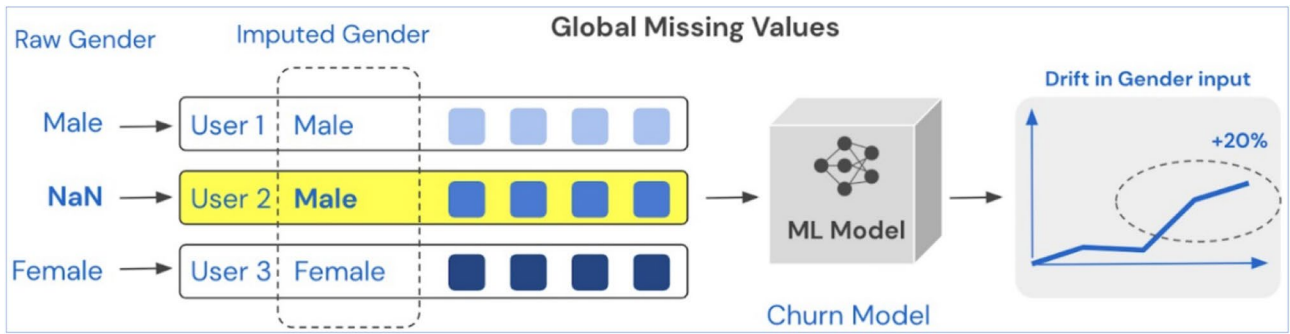 Global Missing Values
Raw Gender
Imputed Gender
Male
User 1 Male
NaN
User 2 Male
Female
User 3 Female
ML Model
Churn Model
Drift in Gender input
+20%